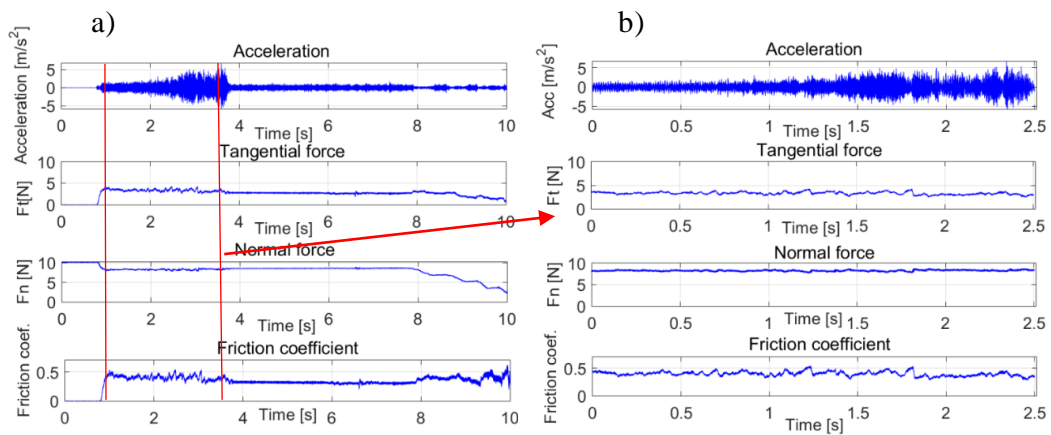 a)
Acceleration
Acceleration [m/s²]
5
0
-5
0 2 4 6 8 10
Time [s]
Tangential force
Ft[N]
10
5
0
0 2 4 6 8 10
Time [s]
Normal force
Fn [N]
10
5
0
0 2 4 6 8 10
Time [s]
Friction coefficient
Friction coef.
0.5
0
0 2 4 6 8 10
Time [s]
b)
Acceleration
Acc [m/s²]
5
0
-5
0 0.5 1 1.5 2 2.5
Time [s]
Tangential force
Ft [N]
10
5
0
0 0.5 1 1.5 2 2.5
Time [s]
Normal force
Fn [N]
10
5
0
0 0.5 1 1.5 2 2.5
Time [s]
Friction coefficient
Friction coef.
0.5
0
0 0.5 1 1.5 2 2.5
Time [s]